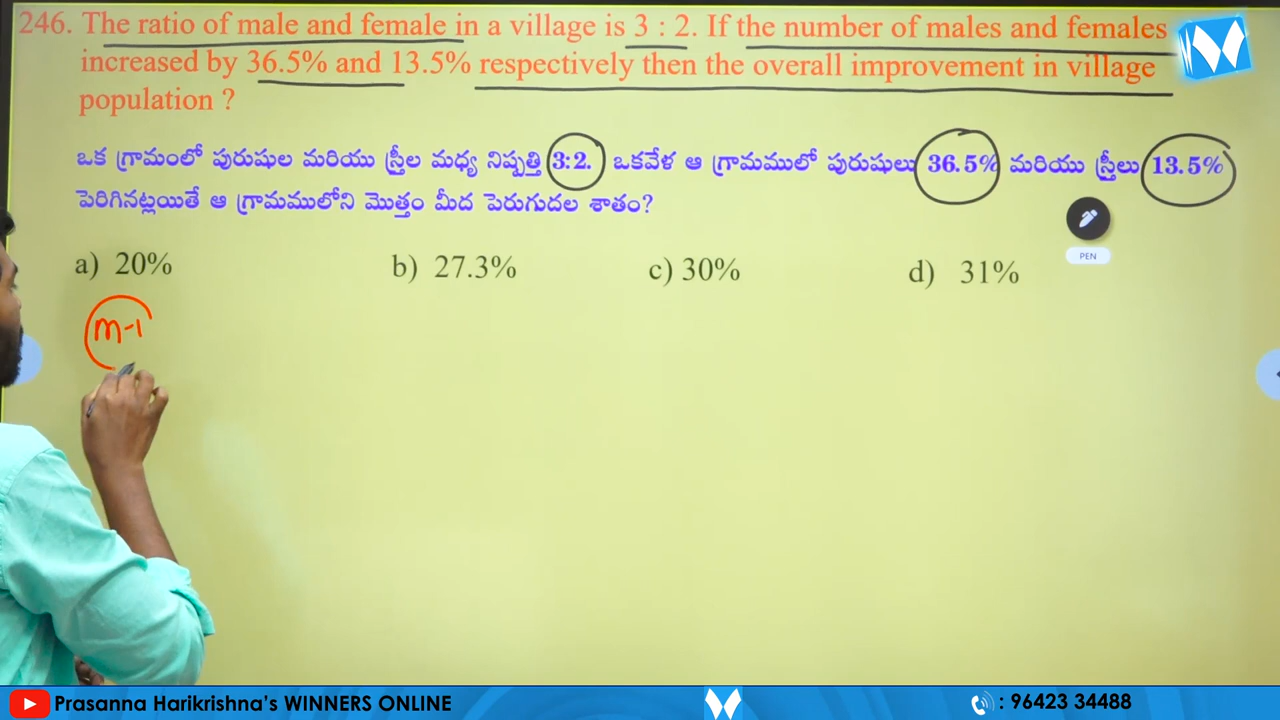 246. The ratio of male and female in a village is 3 : 2. If the number of males and females
increased by 36.5% and 13.5% respectively then the overall improvement in village
population ?
ఒక గ్రామంలో పురుషుల మరియు స్త్రీల మధ్య నిష్పత్తి 3:2. ఒకవేళ ఆ గ్రామములో పురుషులు 36.5% మరియు స్త్రీలు 13.5%
పెరిగినట్లయితే ఆ గ్రామములోని మొత్తం మీద పెరుగుదల శాతం?
PEN
a) 20% b) 27.3% c) 30% d) 31%
M-1
Prasanna Harikrishna's WINNERS ONLINE
: 96423 34488